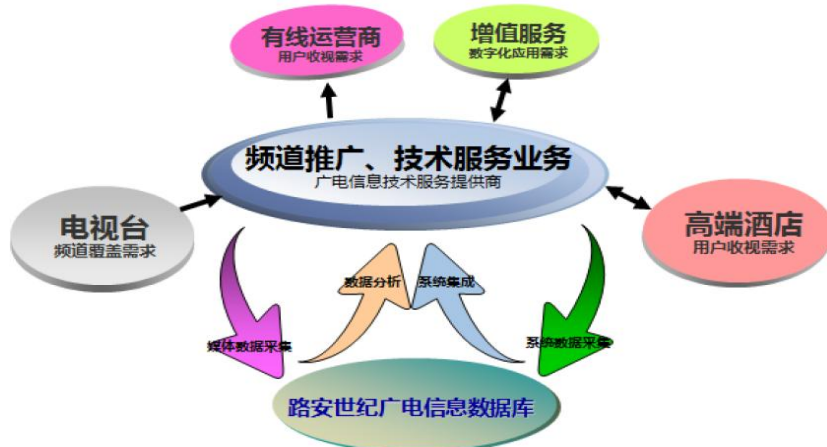 有线运营商
用户收视需求
增值服务
数字化应用需求
频道推广、技术服务业务
广电信息技术服务提供商
电视台
频道覆盖需求
高端酒店
用户收视需求
数据分析
系统集成
媒体数据采集
系统数据采集
路安世纪广电信息数据库